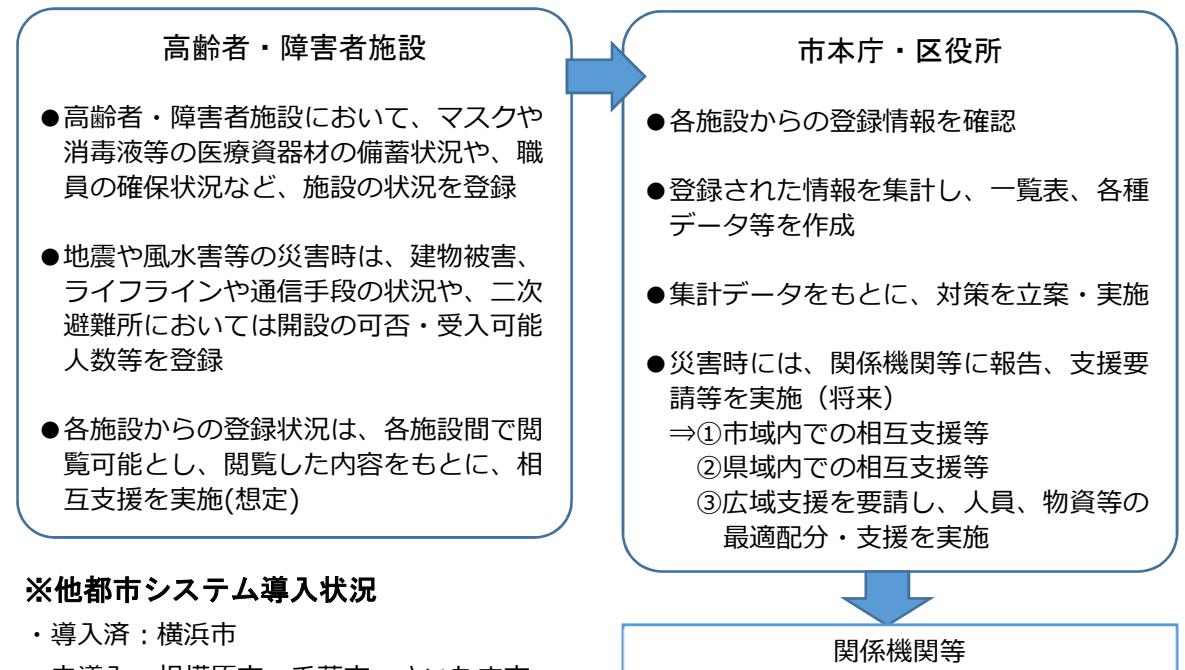 高齢者・障害者施設
●高齢者・障害者施設において、マスクや
消毒液等の医療資器材の備蓄状況や、職
員の確保状況など、施設の状況を登録
●地震や風水害等の災害時は、建物被害、
ライフラインや通信手段の状況や、二次
避難所においては開設の可否・受入可能
人数等を登録
●各施設からの登録状況は、各施設間で閲
覧可能とし、閲覧した内容をもとに、相
互支援を実施(想定)
市本庁・区役所
●各施設からの登録情報を確認
●登録された情報を集計し、一覧表、各種
データ等を作成
●集計データをもとに、対策を立案・実施
●災害時には、関係機関等に報告、支援要
請等を実施（将来）
⇒①市域内での相互支援等
②県域内での相互支援等
③広域支援を要請し、人員、物資等の
最適配分・支援を実施
※他都市システム導入状況
・導入済：横浜市
関係機関等